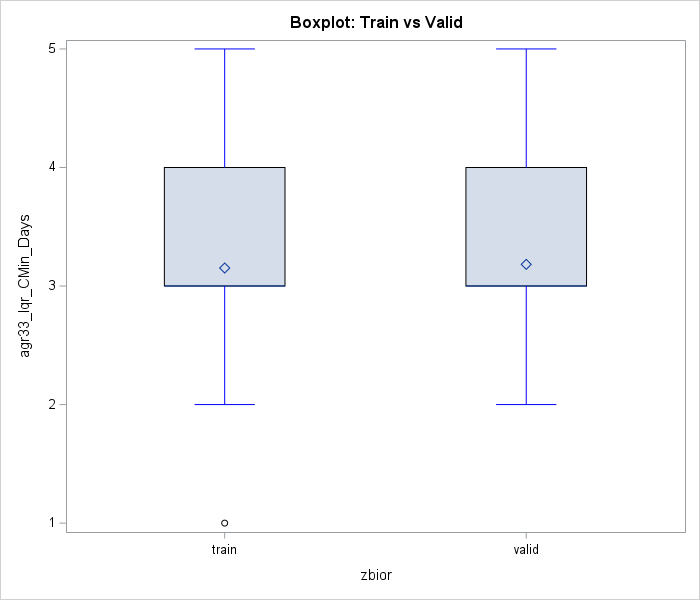 Boxplot: Train vs Valid
agr33_Iqr_CMin_Days
5
4
3
2
1
train
valid
zbior